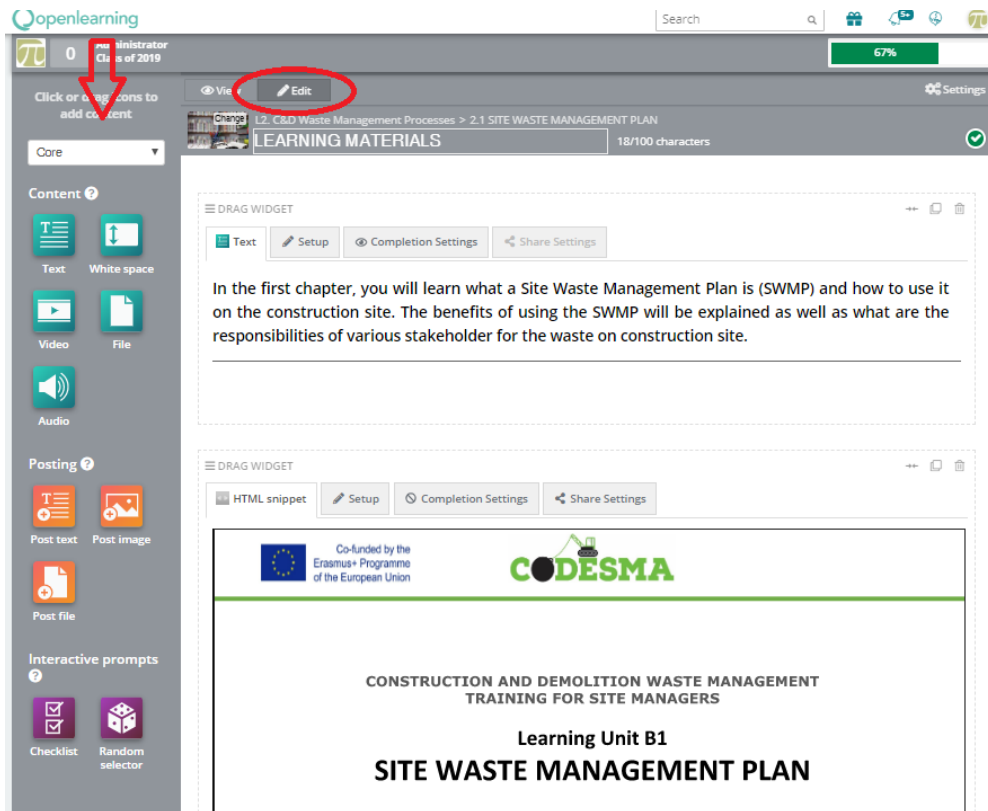 openlearning
Search
5+
0
Administrator
Class of 2019
67%
Click or drag icons to
add content
View
Edit
Settings
Change
L2. C&D Waste Management Processes > 2.1 SITE WASTE MANAGEMENT PLAN
LEARNING MATERIALS
18/100 characters
Core
Content ?
Text
White space
Video
File
Audio
Posting ?
Post text
Post image
Post file
Interactive prompts
?
Checklist
Random
selector
DRAG WIDGET
Text
Setup
Completion Settings
Share Settings
In the first chapter, you will learn what a Site Waste Management Plan is (SWMP) and how to use it
on the construction site. The benefits of using the SWMP will be explained as well as what are the
responsibilities of various stakeholder for the waste on construction site.
DRAG WIDGET
HTML snippet
Setup
Completion Settings
Share Settings
Co-funded by the
Erasmus+ Programme
of the European Union
CODESMA
CONSTRUCTION AND DEMOLITION WASTE MANAGEMENT
TRAINING FOR SITE MANAGERS
Learning Unit B1
SITE WASTE MANAGEMENT PLAN